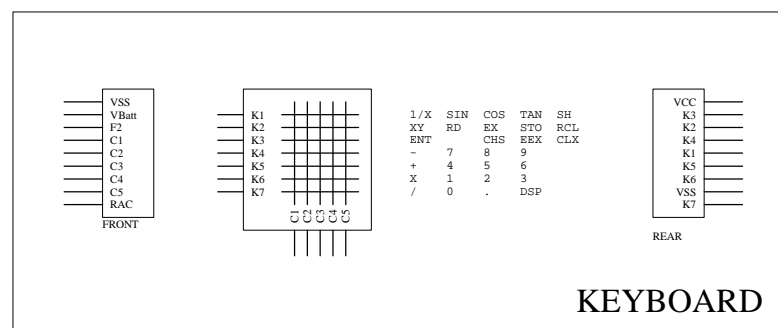 VSS
VBatt
F2
C1
C2
C3
C4
C5
RAC
FRONT
K1
K2
K3
K4
K5
K6
K7
C1
C2
C3
C4
C5
1/X SIN COS TAN SH
XY RD EX STO RCL
ENT CHS EEX CLX
- 7 8 9
+ 4 5 6
X 1 2 3
/ 0 . DSP
VCC
K3
K2
K4
K1
K5
K6
VSS
K7
REAR
KEYBOARD